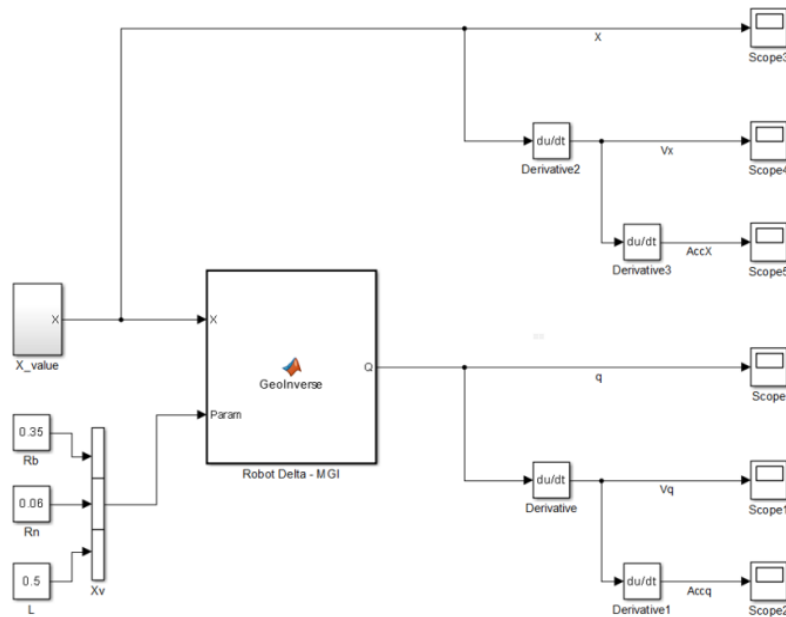 X
Scope3
du/dt
Vx
Derivative2
Scope4
du/dt
AccX
Derivative3
Scope5
X
X
X_value
GeoInverse
Q
q
Scope
Param
0.35
Rb
Robot Delta - MGI
du/dt
Vq
Derivative
Scope1
0.06
Rn
0.5
L
Xv
du/dt
Accq
Derivative1
Scope2